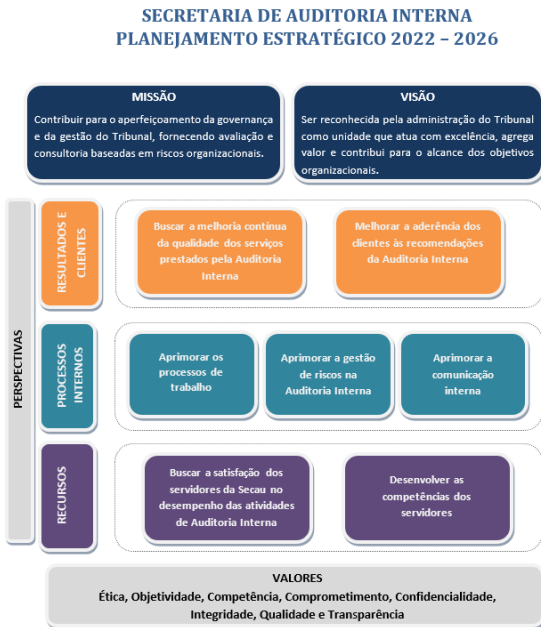 SECRETARIA DE AUDITORIA INTERNA
PLANEJAMENTO ESTRATÉGICO 2022 – 2026
MISSÃO
Contribuir para o aperfeiçoamento da governança
e da gestão do Tribunal, fornecendo avaliação e
consultoria baseadas em riscos organizacionais.
VISÃO
Ser reconhecida pela administração do Tribunal
como unidade que atua com excelência, agrega
valor e contribui para o alcance dos objetivos
organizacionais.
PERSPECTIVAS
RESULTADOS E
CLIENTES
Buscar a melhoria contínua
da qualidade dos serviços
prestados pela Auditoria
Interna
Melhorar a aderência dos
clientes às recomendações
da Auditoria Interna
PROCESSOS
INTERNOS
Aprimorar os
processos de
trabalho
Aprimorar a gestão
de riscos na
Auditoria Interna
Aprimorar a
comunicação
interna
RECURSOS
Buscar a satisfação dos
servidores da Secau no
desempenho das atividades
de Auditoria Interna
Desenvolver as
competências dos
servidores
VALORES
Ética, Objetividade, Competência, Comprometimento, Confidencialidade,
Integridade, Qualidade e Transparência